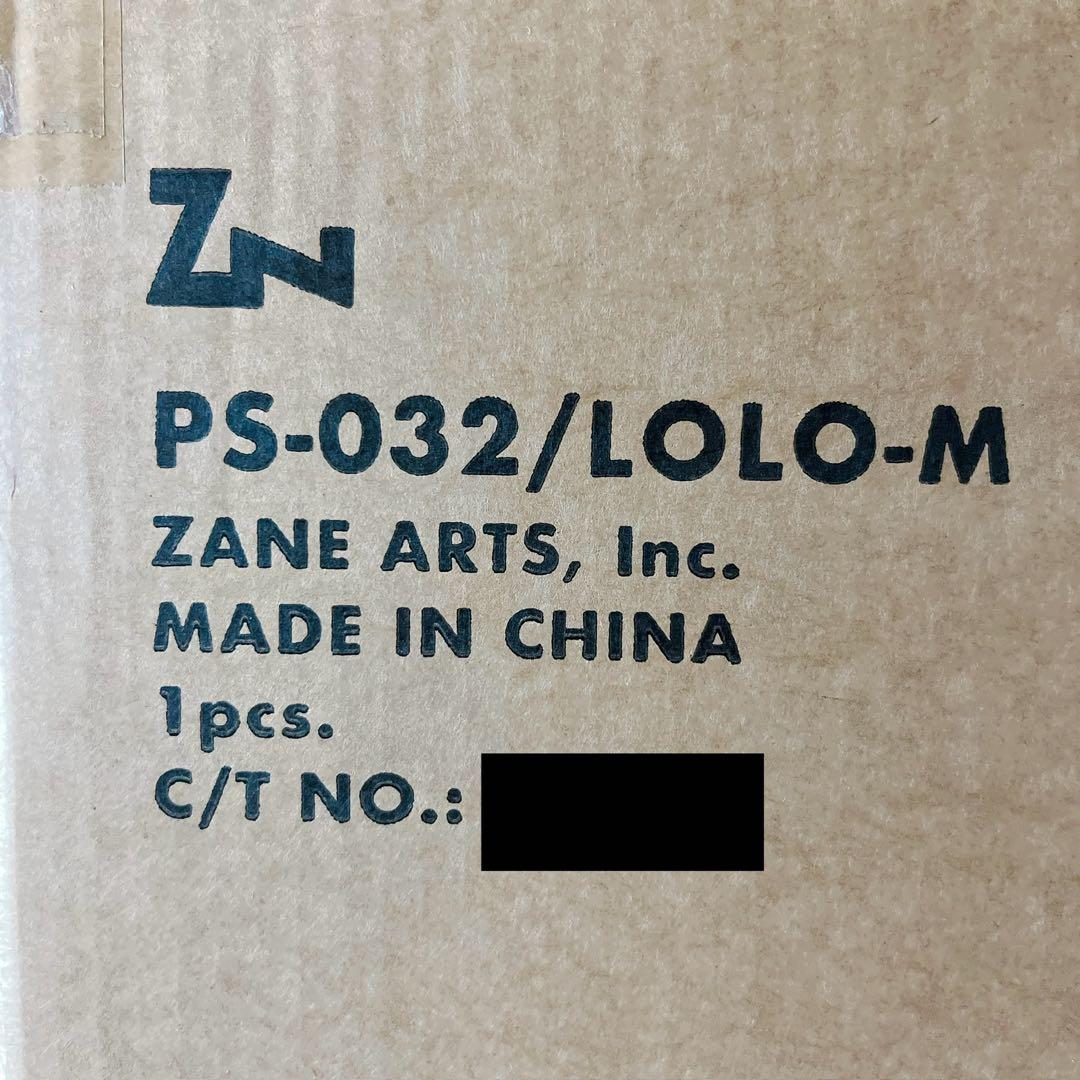 ZN
PS-032/LOLO-M
ZANE ARTS, Inc.
MADE IN CHINA
1pcs.
C/T NO.: